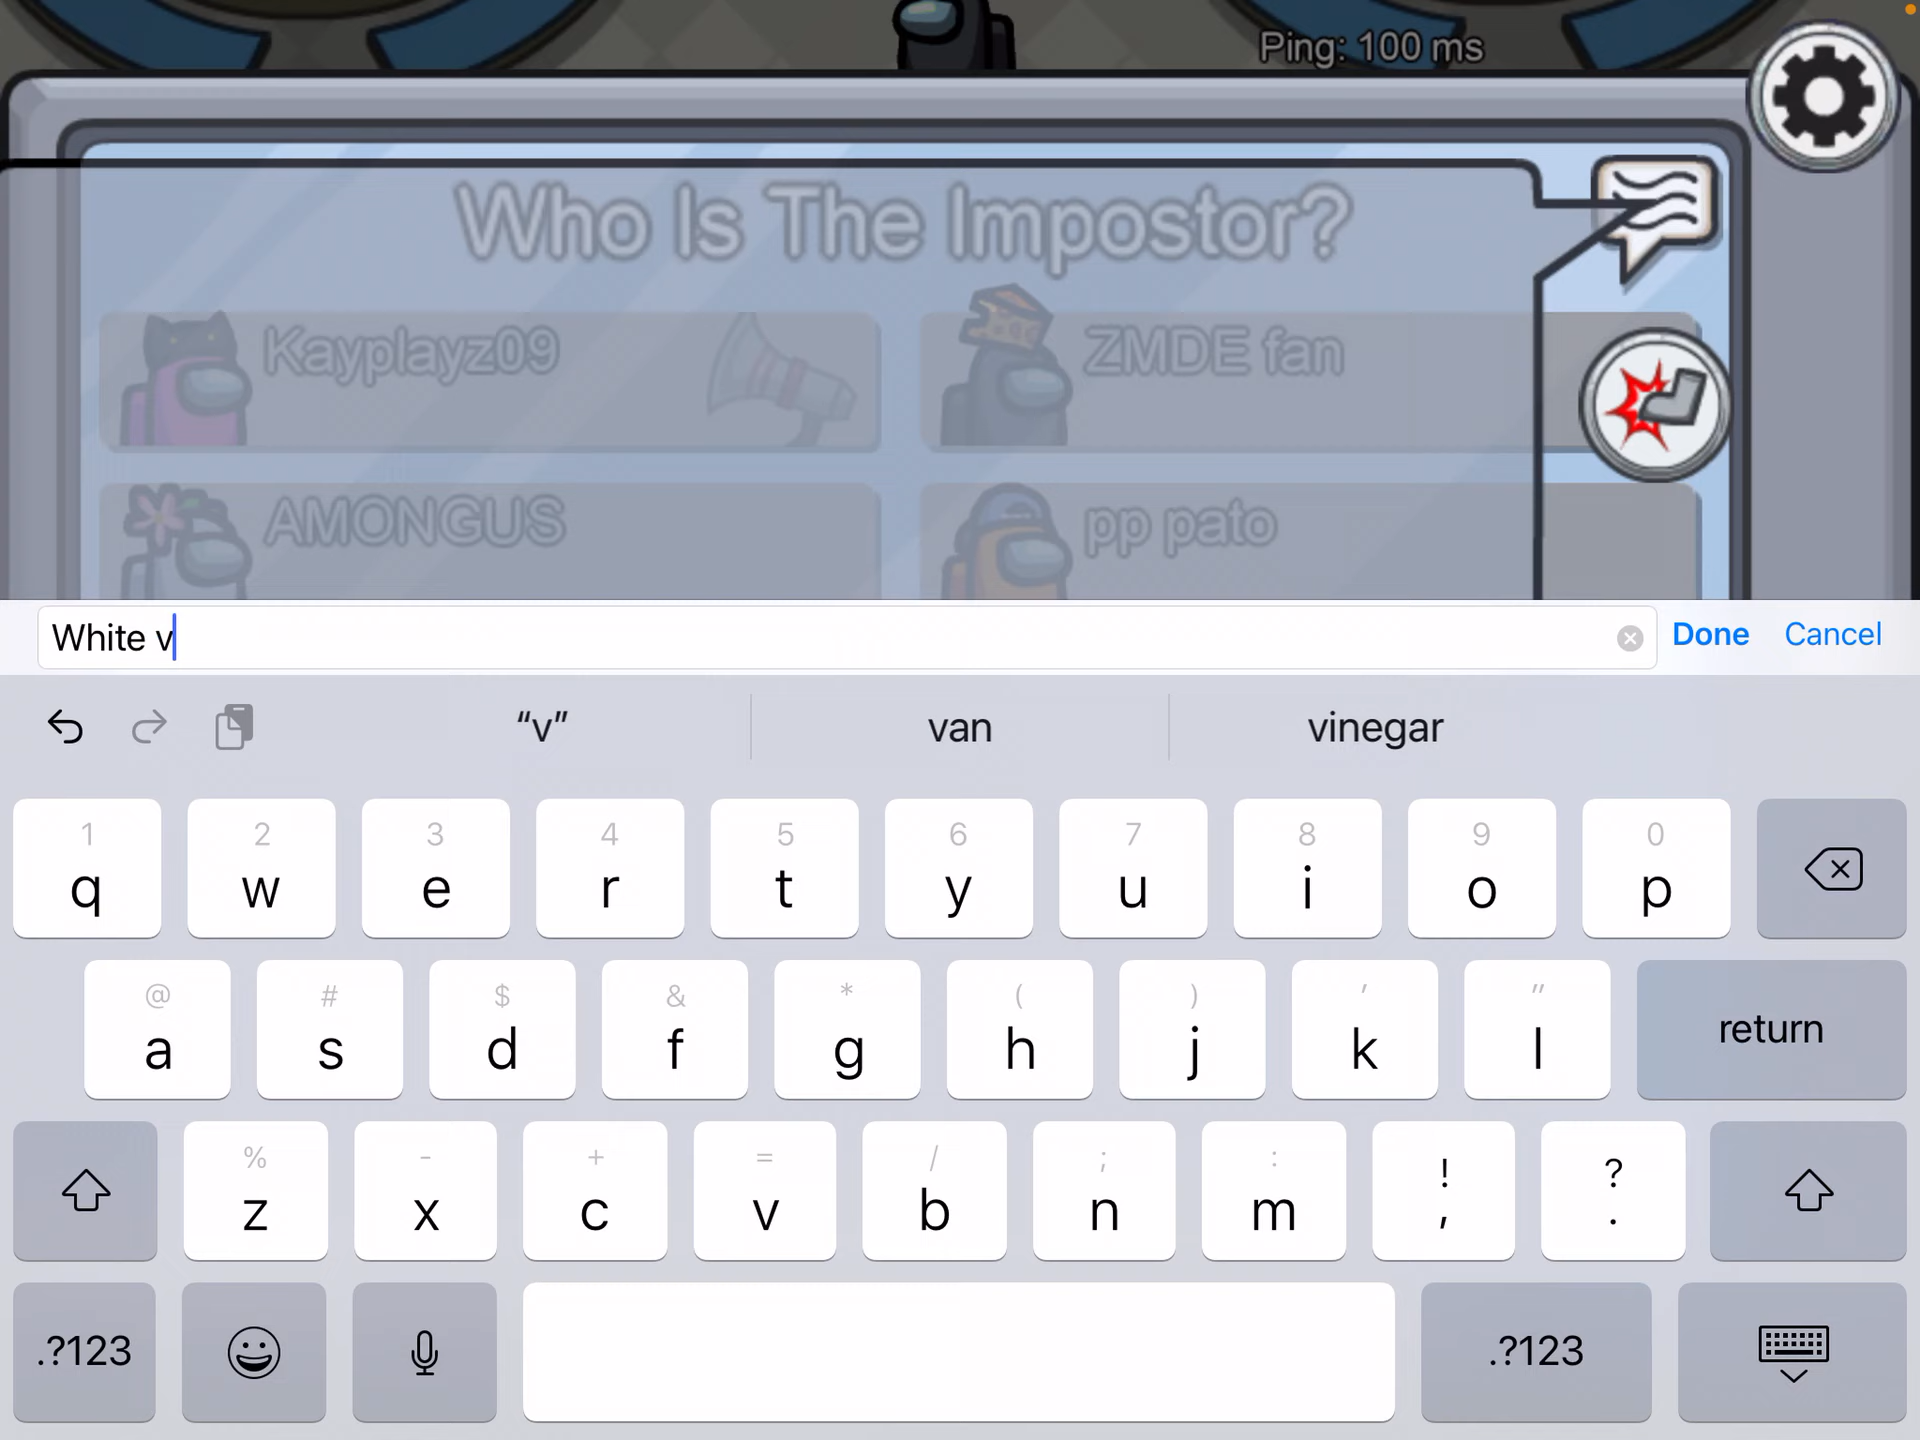 Ping: 100 ms
Who Is The Impostor?
Kayplayz09
ZMDE fan
AMONGUS
pp pato
White v
Done
Cancel
“v”
van
vinegar
1 2 3 4 5 6 7 8 9 0
q w e r t y u i o p
@ # $ & * ( ) ' "
a s d f g h j k l
return
% - + = / ; : ! ?
z x c v b n m , .
.?123
.?123